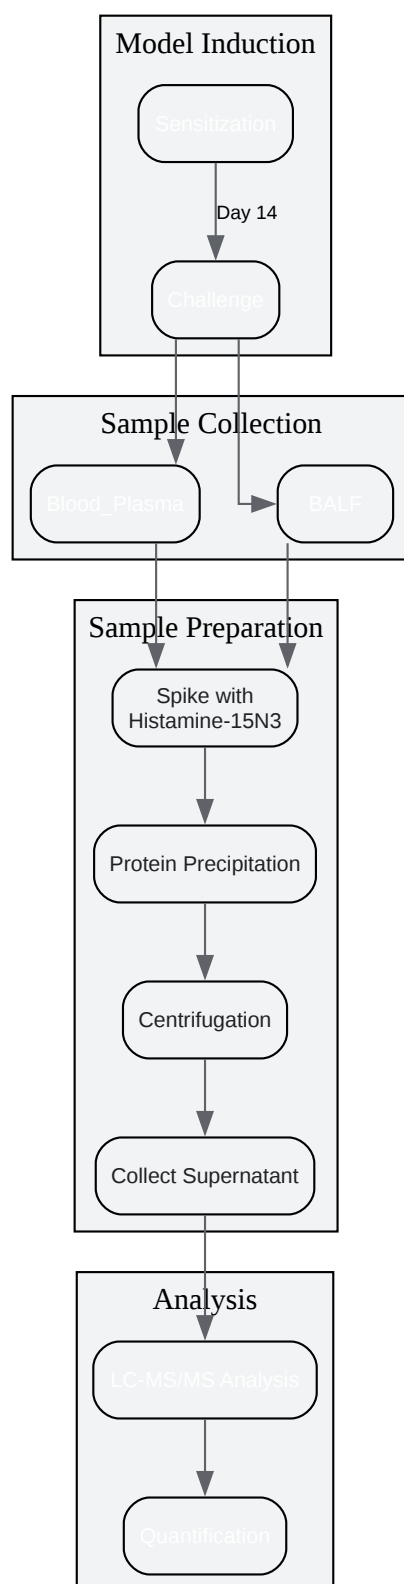 Model Induction
Sensitization
Day 14
Challenge
Sample Collection
Blood_Plasma
BALF
Sample Preparation
Spike with
Histamine-15N3
Protein Precipitation
Centrifugation
Collect Supernatant
Analysis
LC-MS/MS Analysis
Quantification